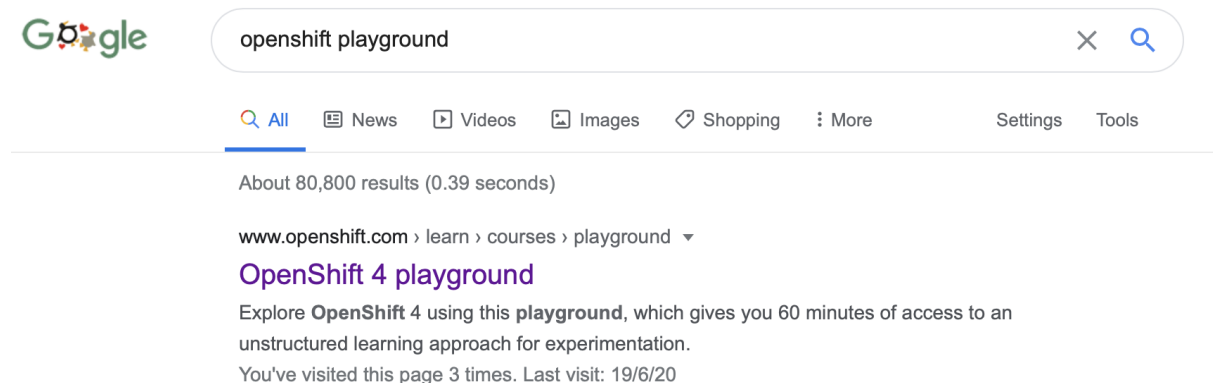 Google
openshift playground
All News Videos Images Shopping More Settings Tools
About 80,800 results (0.39 seconds)
www.openshift.com › learn › courses › playground
OpenShift 4 playground
Explore OpenShift 4 using this playground, which gives you 60 minutes of access to an
unstructured learning approach for experimentation.
You've visited this page 3 times. Last visit: 19/6/20